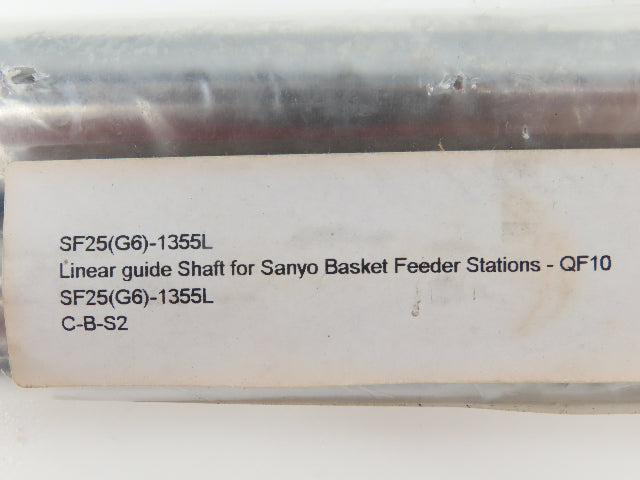 SF25(G6)-1355L
Linear guide Shaft for Sanyo Basket Feeder Stations - QF10
SF25(G6)-1355L
C-B-S2